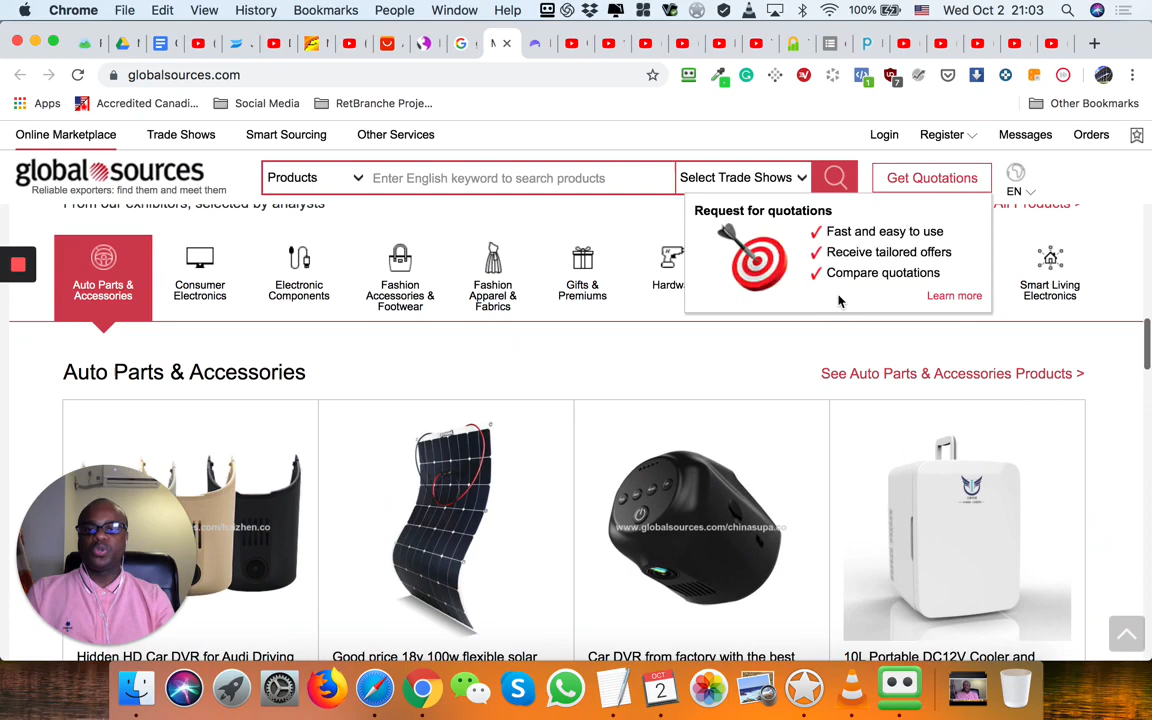 Chrome File Edit View History Bookmarks People Window Help 100% Wed Oct 2 21:03
globalsources.com
Apps Accredited Canadi... Social Media RetBranche Proje... Other Bookmarks
Online Marketplace Trade Shows Smart Sourcing Other Services Login Register Messages Orders
global sources
Reliable exporters: find them and meet them
Products Enter English keyword to search products Select Trade Shows Get Quotations EN
From our exhibitors, selected by analysts
All Products >
Request for quotations
Fast and easy to use
Receive tailored offers
Compare quotations
Learn more
Auto Parts & Accessories
Consumer Electronics
Electronic Components
Fashion Accessories & Footwear
Fashion Apparel & Fabrics
Gifts & Premiums
Hardw
Smart Living Electronics
Auto Parts & Accessories
See Auto Parts & Accessories Products >
www.globalsources.com/chinasupa.co
Hidden HD Car DVR for Audi Driving
Good price 18v 100w flexible solar
Car DVR from factory with the best
10L Portable DC12V Cooler and
OCT
2